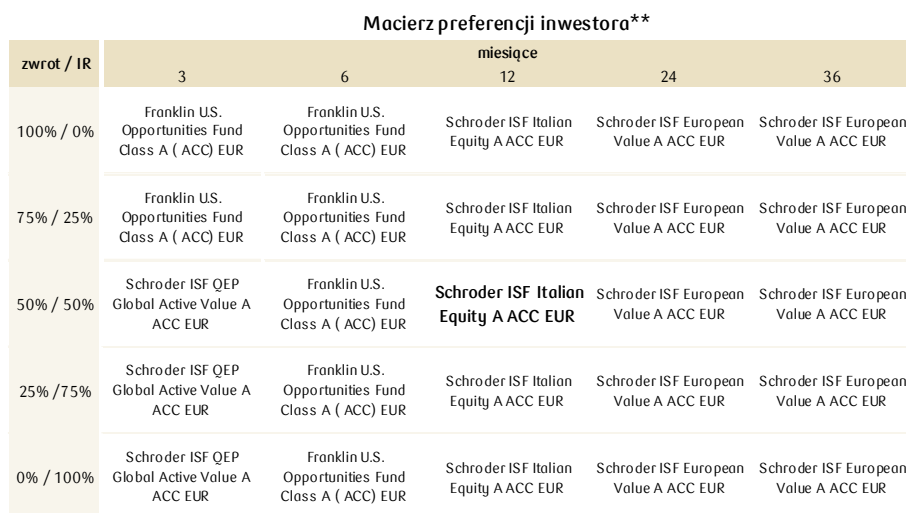 Macierz preferencji inwestora**
zwrot / IR
miesiące
3 6 12 24 36
100% / 0%
Franklin U.S.
Opportunities Fund
Class A ( ACC) EUR
Franklin U.S.
Opportunities Fund
Class A ( ACC) EUR
Schroder ISF Italian
Equity A ACC EUR
Schroder ISF European
Value A ACC EUR
Schroder ISF European
Value A ACC EUR
75% / 25%
Franklin U.S.
Opportunities Fund
Class A ( ACC) EUR
Franklin U.S.
Opportunities Fund
Class A ( ACC) EUR
Schroder ISF Italian
Equity A ACC EUR
Schroder ISF European
Value A ACC EUR
Schroder ISF European
Value A ACC EUR
50% / 50%
Schroder ISF QEP
Global Active Value A
ACC EUR
Franklin U.S.
Opportunities Fund
Class A ( ACC) EUR
Schroder ISF Italian
Equity A ACC EUR
Schroder ISF European
Value A ACC EUR
Schroder ISF European
Value A ACC EUR
25% /75%
Schroder ISF QEP
Global Active Value A
ACC EUR
Franklin U.S.
Opportunities Fund
Class A ( ACC) EUR
Schroder ISF Italian
Equity A ACC EUR
Schroder ISF European
Value A ACC EUR
Schroder ISF European
Value A ACC EUR
0% / 100%
Schroder ISF QEP
Global Active Value A
ACC EUR
Franklin U.S.
Opportunities Fund
Class A ( ACC) EUR
Schroder ISF Italian
Equity A ACC EUR
Schroder ISF European
Value A ACC EUR
Schroder ISF European
Value A ACC EUR